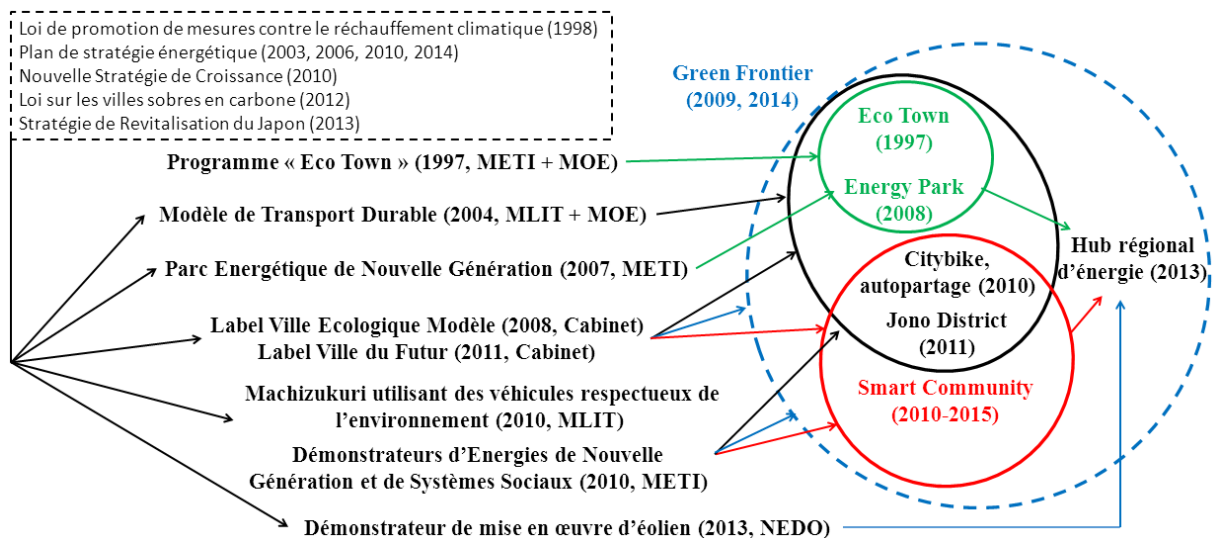 Loi de promotion de mesures contre le réchauffement climatique (1998)
Plan de stratégie énergétique (2003, 2006, 2010, 2014)
Nouvelle Stratégie de Croissance (2010)
Loi sur les villes sobres en carbone (2012)
Stratégie de Revitalisation du Japon (2013)
Programme « Eco Town » (1997, METI + MOE)
Modèle de Transport Durable (2004, MLIT + MOE)
Parc Energétique de Nouvelle Génération (2007, METI)
Label Ville Ecologique Modèle (2008, Cabinet)
Label Ville du Futur (2011, Cabinet)
Machizukuri utilisant des véhicules respectueux de
l’environnement (2010, MLIT)
Démonstrateurs d’Energies de Nouvelle
Génération et de Systèmes Sociaux (2010, METI)
Démonstrateur de mise en œuvre d’éolien (2013, NEDO)
Green Frontier
(2009, 2014)
Eco Town
(1997)
Energy Park
(2008)
Citybike,
autopartage (2010)
Jono District
(2011)
Smart Community
(2010-2015)
Hub régional
d’énergie (2013)